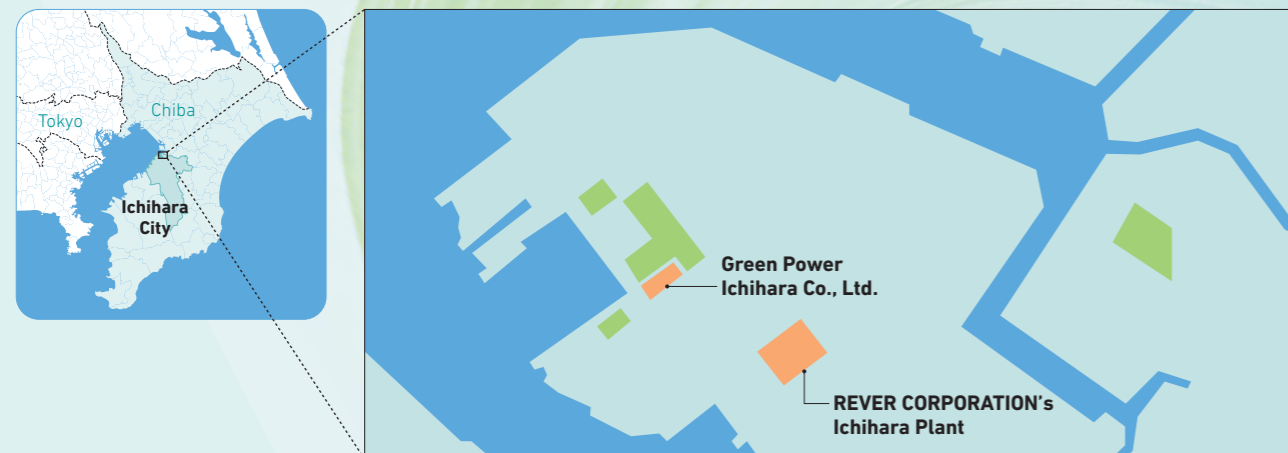 Tokyo
Chiba
Ichihara
City
Green Power
Ichihara Co., Ltd.
REVER CORPORATION's
Ichihara Plant